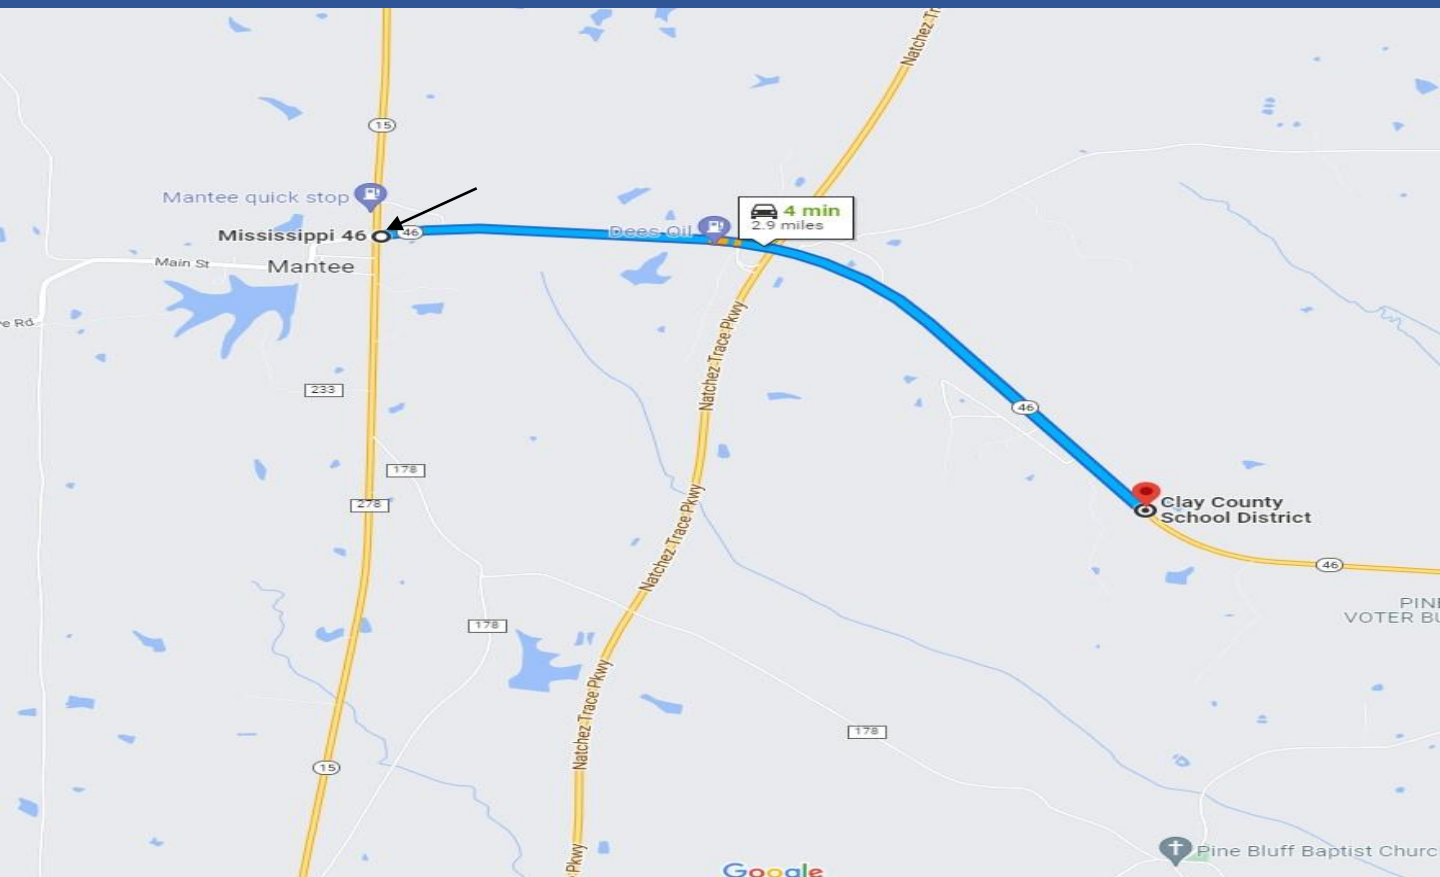 Natchez Tr
15
Mantee quick stop
4 min
2.9 miles
Dees Oil
Mississippi 46
46
Main St
Mantee
e Rd
Natchez Trace Pkwy
233
46
178
278
Clay County
School District
Natchez Trace Pkwy
46
PINE
VOTER BU
178
Natchez Trace Pkwy
178
15
Pkwy
Pine Bluff Baptist Churc
Google